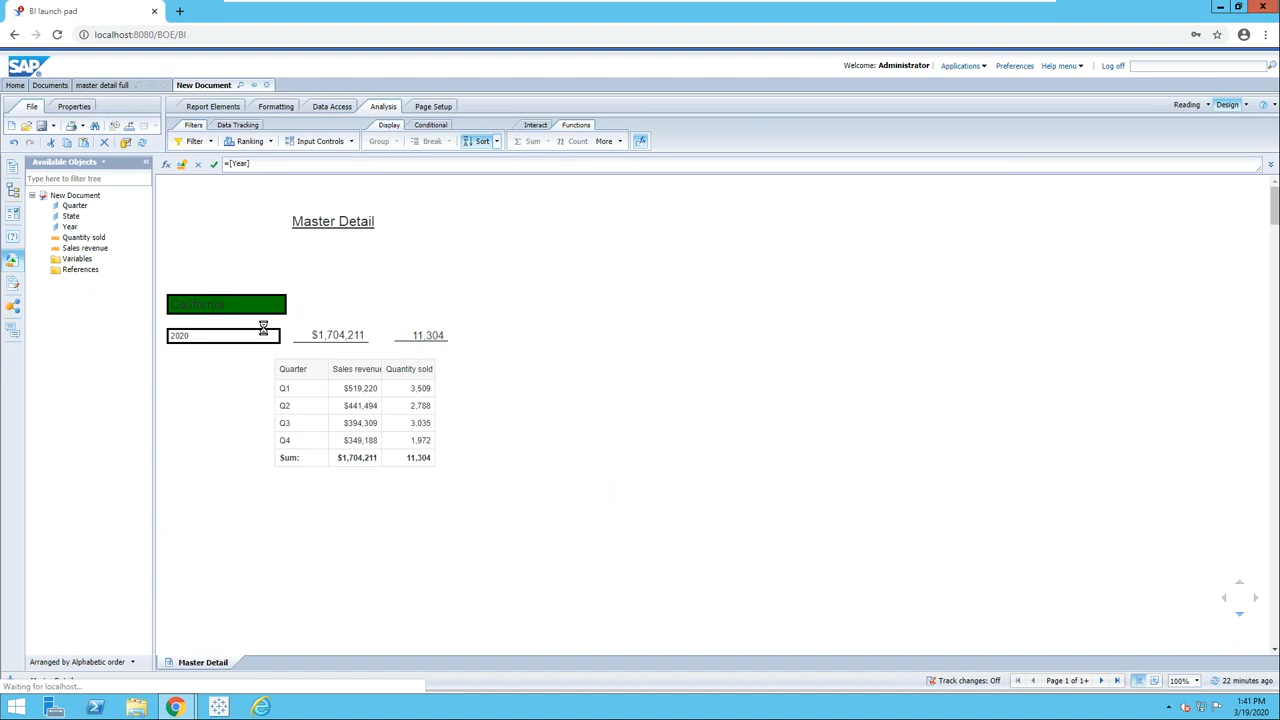 BI launch pad
localhost:8080/BOE/BI
SAP
Welcome: Administrator
Applications
Preferences
Help menu
Log off
Home
Documents
master detail full
New Document
File
Properties
Report Elements
Formatting
Data Access
Analysis
Page Setup
Reading
Design
Filters
Data Tracking
Display
Conditional
Interact
Functions
Filter
Ranking
Input Controls
Group
Break
Sort
Sum
Count
More
Available Objects
=[Year]
Type here to filter tree
New Document
Quarter
State
Year
Quantity sold
Sales revenue
Variables
References
Master Detail
California
2020 $1,704,211 11,304
Quarter Sales revenue Quantity sold
Q1 $519,220 3,509
Q2 $441,494 2,788
Q3 $394,309 3,035
Q4 $349,188 1,972
Sum: $1,704,211 11,304
Arranged by Alphabetic order
Master Detail
Track changes: Off
Page 1 of 1+
100%
22 minutes ago
Waiting for localhost...
1:41 PM
3/19/2020